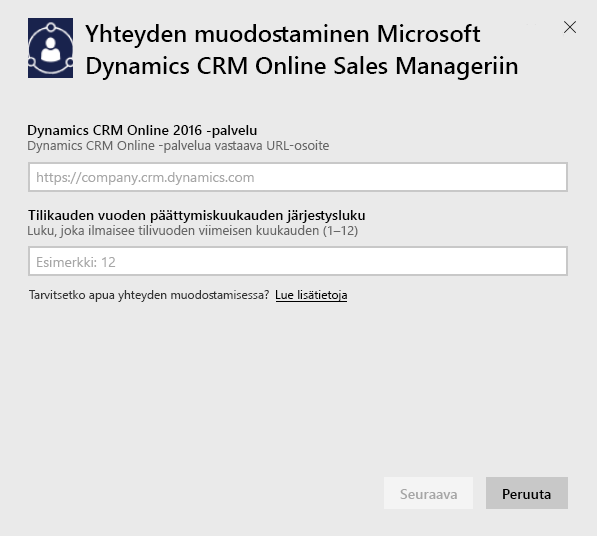 Yhteyden muodostaminen Microsoft
Dynamics CRM Online Sales Manageriin
Dynamics CRM Online 2016 -palvelu
Dynamics CRM Online -palvelua vastaava URL-osoite
https://company.crm.dynamics.com
Tilikauden vuoden päättymiskuukauden järjestysluku
Luku, joka ilmaisee tilivuoden viimeisen kuukauden (1–12)
Esimerkki: 12
Tarvitsetko apua yhteyden muodostamisessa? Lue lisätietoja
Seuraava Peruuta